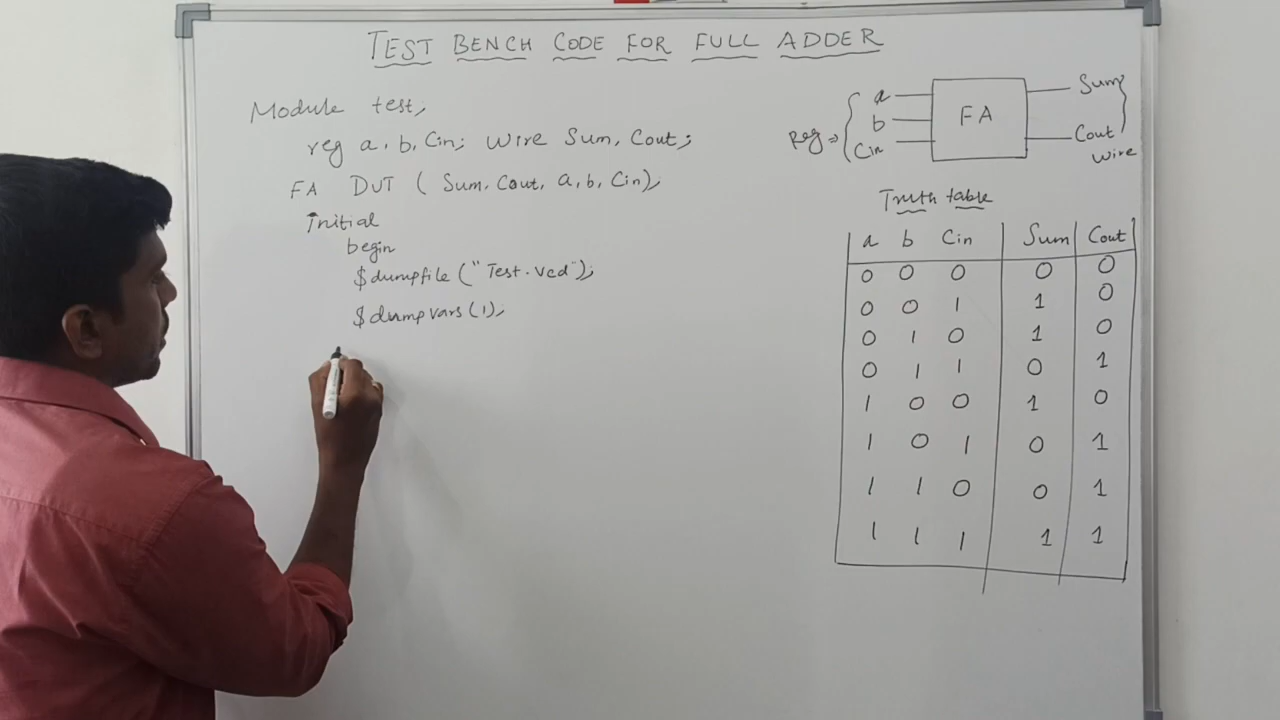 TEST BENCH CODE FOR FULL ADDER
Module test;
reg a, b, Cin; Wire Sum, Cout;
FA DUT ( Sum, Cout, a, b, Cin);
Initial
begin
$dumpfile ("Test.vcd");
$dumpvars (1);
a
b
Cin
Reg ⇒
FA
Sum
Cout
wire
Truth table
a b Cin Sum Cout
0 0 0 0 0
0 0 1 1 0
0 1 0 1 0
0 1 1 0 1
1 0 0 1 0
1 0 1 0 1
1 1 0 0 1
1 1 1 1 1